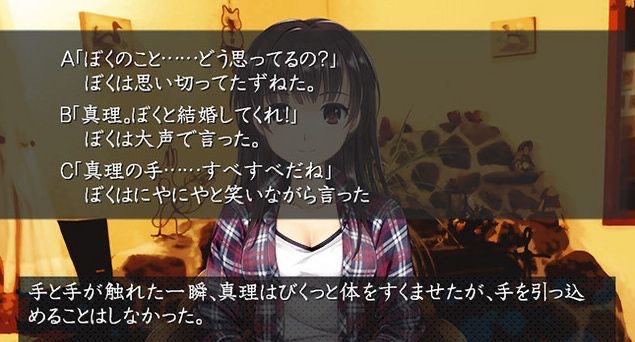 A「ぼくのこと……どう思ってるの?」
ぼくは思い切ってたずねた。
B「真理。ぼくと結婚してくれ!」
ぼくは大声で言った。
C「真理の手……すべすべだね」
ぼくはにやにやと笑いながら言った
手と手が触れた一瞬、真理はびくっと体をすくませたが、手を引っ込
めることはしなかった。